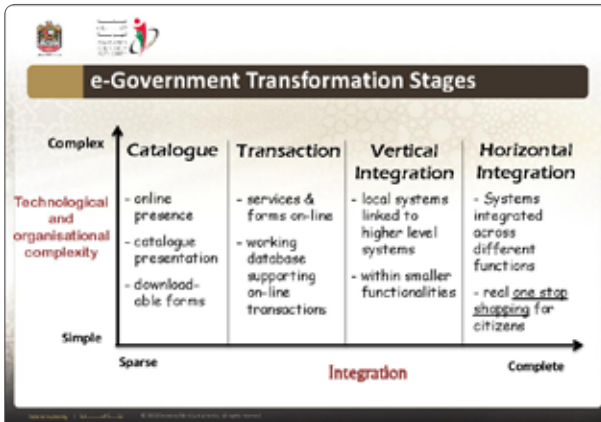 e-Government Transformation Stages
Complex
Technological
and
organisational
complexity
Simple
Catalogue
- online
presence
- catalogue
presentation
- download-
able forms
Transaction
- services &
forms on-line
- working
database
supporting
on-line
transactions
Vertical
Integration
- local systems
linked to
higher level
systems
- within smaller
functionalities
Horizontal
Integration
- Systems
integrated
across
different
functions
- real one stop
shopping for
citizens
Sparse
Integration
Complete